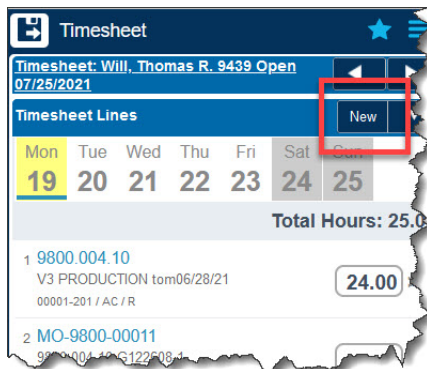 Timesheet
Timesheet: Will, Thomas R. 9439 Open
07/25/2021
Timesheet Lines
New
Mon Tue Wed Thu Fri Sat Sun
19 20 21 22 23 24 25
Total Hours: 25.0
1 9800.004.10
V3 PRODUCTION tom06/28/21
24.00
00001-201 / AC / R
2 MO-9800-00011